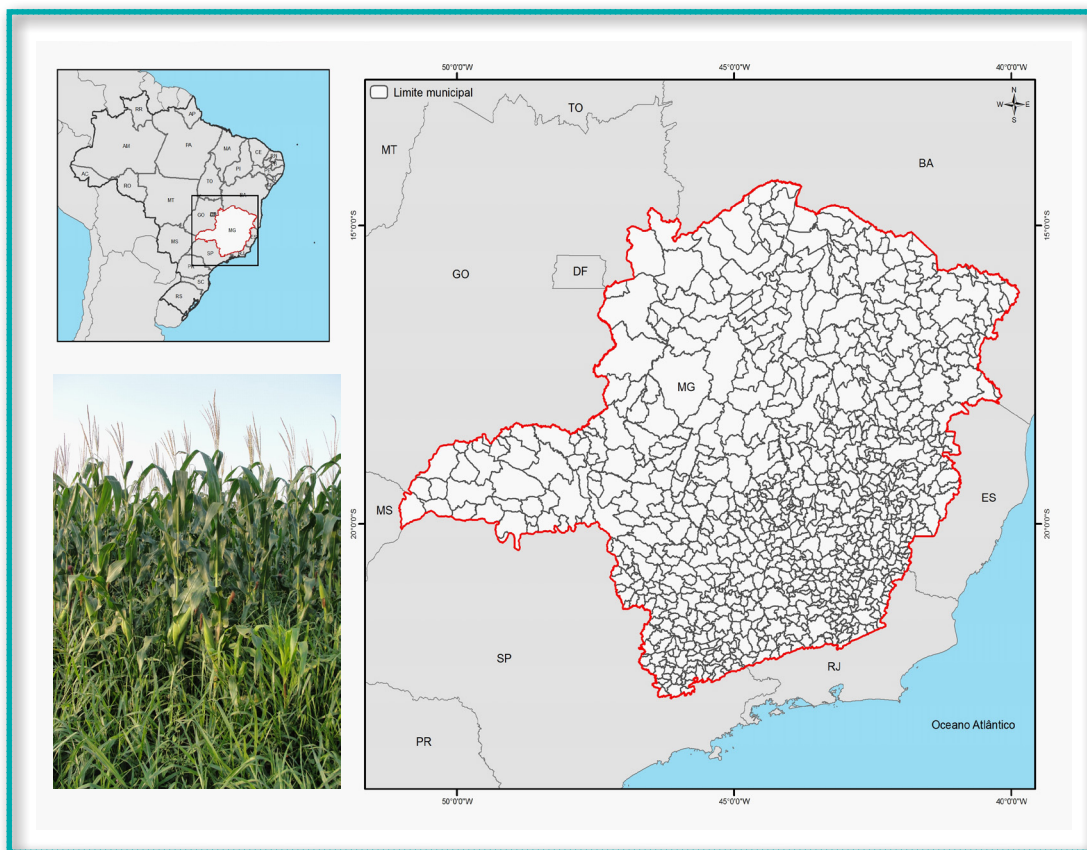 RR
AP
AM
PA
MA
CE
RN
PI
AC
TO
RO
BA
MT
GO
MG
MS
SP
PR
SC
RS
50°0'0"W
45°0'0"W
40°0'0"W
Limite municipal
N
W
E
S
TO
MT
BA
15°0'0"S
15°0'0"S
GO
DF
MG
MS
ES
20°0'0"S
20°0'0"S
SP
RJ
Oceano Atlântico
PR
50°0'0"W
45°0'0"W
40°0'0"W